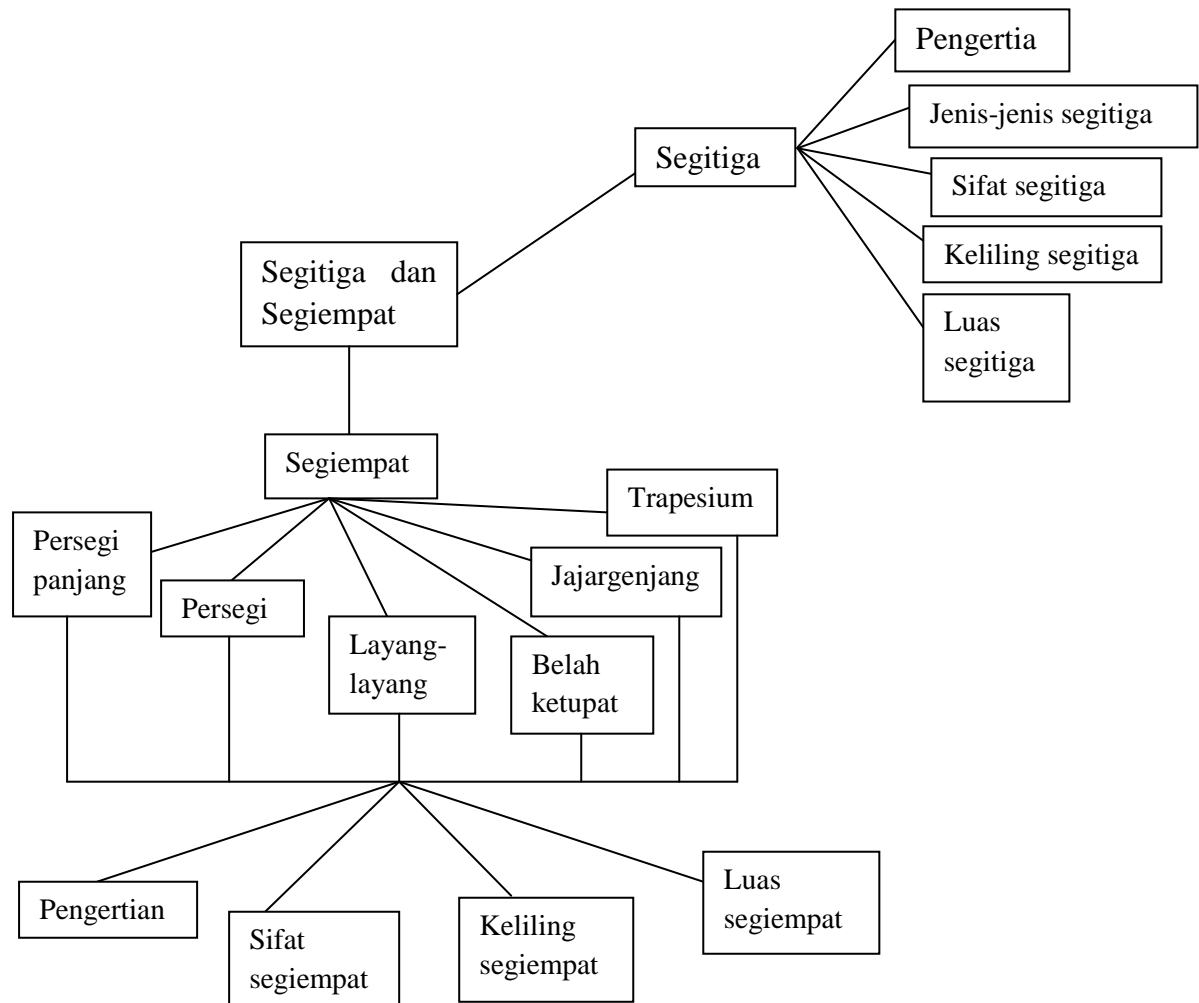 Pengertia
Jenis-jenis segitiga
Segitiga
Sifat segitiga
Keliling segitiga
Segitiga dan
Segiempat
Luas
segitiga
Segiempat
Trapesium
Persegi
panjang
Jajargenjang
Persegi
Layang-
layang
Belah
ketupat
Pengertian
Sifat
segiempat
Keliling
segiempat
Luas
segiempat